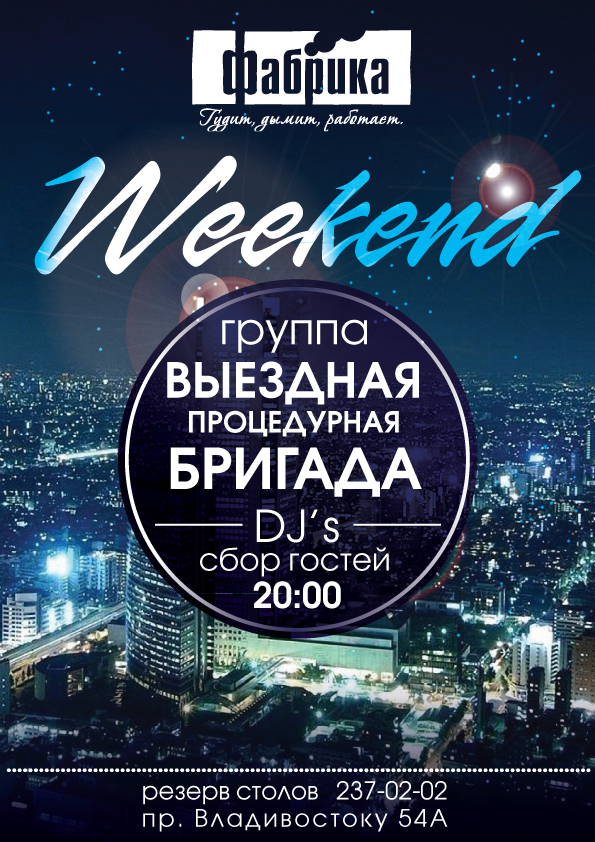 Фабрика
Гудит, дымит, работает.
Weekend
группа
ВЫЕЗДНАЯ
ПРОЦЕДУРНАЯ
БРИГАДА
DJ's
сбор гостей
20:00
резерв столов 237-02-02
пр. Владивостоку 54А